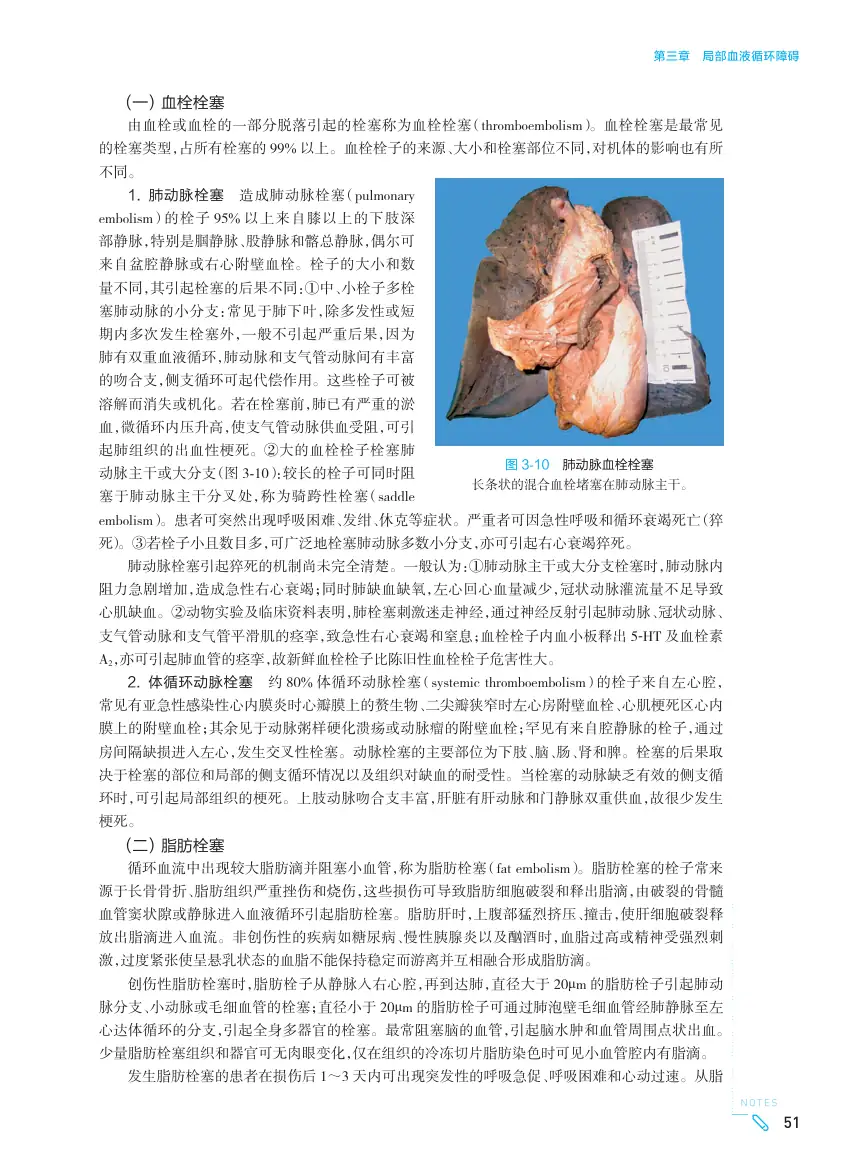 第三章 局部血液循环障碍
（一）血栓栓塞
由血栓或血栓的一部分脱落引起的栓塞称为血栓栓塞（thromboembolism）。血栓栓塞是最常见
的栓塞类型，占所有栓塞的 99% 以上。血栓栓子的来源、大小和栓塞部位不同，对机体的影响也有所
不同。
1. 肺动脉栓塞 造成肺动脉栓塞（pulmonary
embolism）的栓子 95% 以上来自膝以上的下肢深
部静脉，特别是腘静脉、股静脉和髂总静脉，偶尔可
来自盆腔静脉或右心附壁血栓。栓子的大小和数
量不同，其引起栓塞的后果不同：①中、小栓子多栓
塞肺动脉的小分支：常见于肺下叶，除多发性或短
期内多次发生栓塞外，一般不引起严重后果，因为
肺有双重血液循环，肺动脉和支气管动脉间有丰富
的吻合支，侧支循环可起代偿作用。这些栓子可被
溶解而消失或机化。若在栓塞前，肺已有严重的淤
血，微循环内压升高，使支气管动脉供血受阻，可引
起肺组织的出血性梗死。②大的血栓栓子栓塞肺
动脉主干或大分支（图 3-10）：较长的栓子可同时阻
塞于肺动脉主干分叉处，称为骑跨性栓塞（saddle
图 3-10 肺动脉血栓栓塞
长条状的混合血栓堵塞在肺动脉主干。
embolism）。患者可突然出现呼吸困难、发绀、休克等症状。严重者可因急性呼吸和循环衰竭死亡（猝
死）。③若栓子小且数目多，可广泛地栓塞肺动脉多数小分支，亦可引起右心衰竭猝死。
肺动脉栓塞引起猝死的机制尚未完全清楚。一般认为：①肺动脉主干或大分支栓塞时，肺动脉内
阻力急剧增加，造成急性右心衰竭；同时肺缺血缺氧，左心回心血量减少，冠状动脉灌流量不足导致
心肌缺血。②动物实验及临床资料表明，肺栓塞刺激迷走神经，通过神经反射引起肺动脉、冠状动脉、
支气管动脉和支气管平滑肌的痉挛，致急性右心衰竭和窒息；血栓栓子内血小板释出 5-HT 及血栓素
A₂，亦可引起肺血管的痉挛，故新鲜血栓栓子比陈旧性血栓栓子危害性大。
2. 体循环动脉栓塞 约 80% 体循环动脉栓塞（systemic thromboembolism）的栓子来自左心腔，
常见有亚急性感染性心内膜炎时心瓣膜上的赘生物、二尖瓣狭窄时左心房附壁血栓、心肌梗死区心内
膜上的附壁血栓；其余见于动脉粥样硬化溃疡或动脉瘤的附壁血栓；罕见有来自腔静脉的栓子，通过
房间隔缺损进入左心，发生交叉性栓塞。动脉栓塞的主要部位为下肢、脑、肠、肾和脾。栓塞的后果取
决于栓塞的部位和局部的侧支循环情况以及组织对缺血的耐受性。当栓塞的动脉缺乏有效的侧支循
环时，可引起局部组织的梗死。上肢动脉吻合支丰富，肝脏有肝动脉和门静脉双重供血，故很少发生
梗死。
（二）脂肪栓塞
循环血流中出现较大脂肪滴并阻塞小血管，称为脂肪栓塞（fat embolism）。脂肪栓塞的栓子常来
源于长骨骨折、脂肪组织严重挫伤和烧伤，这些损伤可导致脂肪细胞破裂和释出脂滴，由破裂的骨髓
血管窦状隙或静脉进入血液循环引起脂肪栓塞。脂肪肝时，上腹部猛烈挤压、撞击，使肝细胞破裂释
放出脂滴进入血流。非创伤性的疾病如糖尿病、慢性胰腺炎以及酗酒时，血脂过高或精神受强烈刺
激，过度紧张使呈悬乳状态的血脂不能保持稳定而游离并互相融合形成脂肪滴。
创伤性脂肪栓塞时，脂肪栓子从静脉入右心腔，再到达肺，直径大于 20μm 的脂肪栓子引起肺动
脉分支、小动脉或毛细血管的栓塞；直径小于 20μm 的脂肪栓子可通过肺泡壁毛细血管经肺静脉至左
心达体循环的分支，引起全身多器官的栓塞。最常阻塞脑的血管，引起脑水肿和血管周围点状出血。
少量脂肪栓塞组织和器官可无肉眼变化，仅在组织的冷冻切片脂肪染色时可见小血管腔内有脂滴。
发生脂肪栓塞的患者在损伤后 1～3 天内可出现突发性的呼吸急促、呼吸困难和心动过速。从脂
NOTES
51